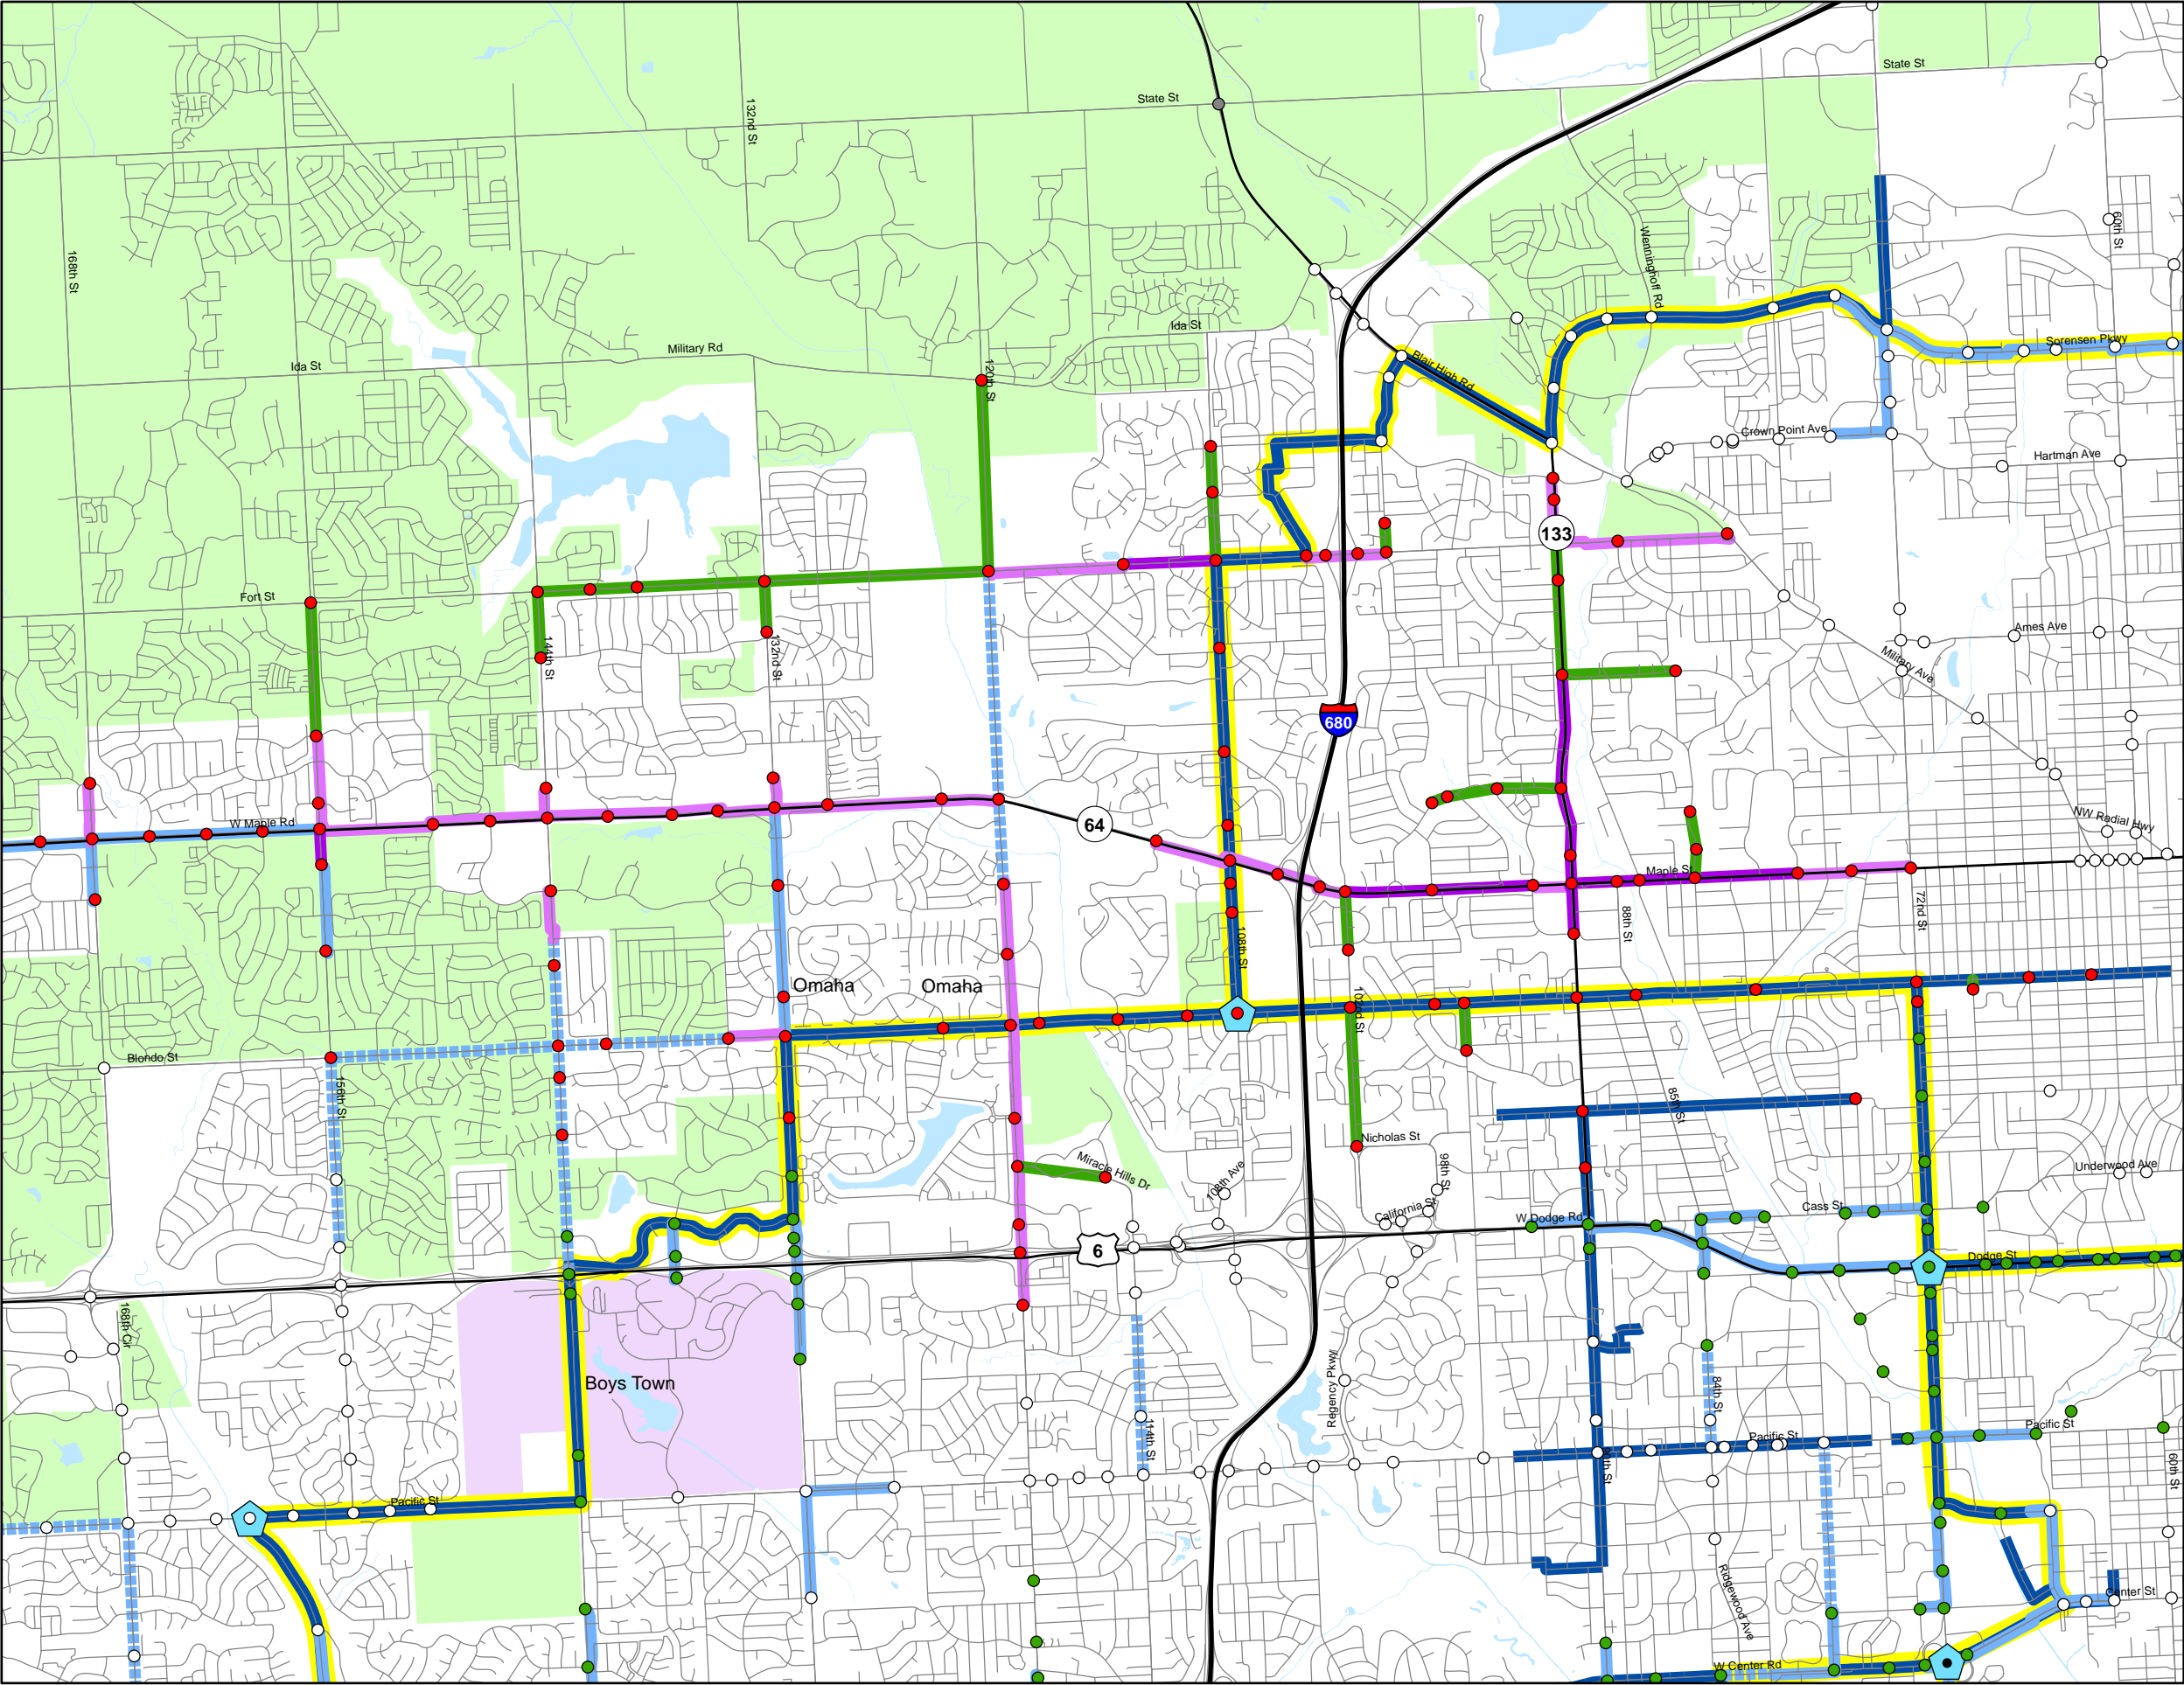 State St
State St
132nd St
60th St
168th St
Wenninghoff Rd
Ida St
Sorensen Pkwy
Military Rd
Blair High Rd
Ida St
120th St
Crown Point Ave
Hartman Ave
133
Fort St
Ames Ave
144th St
132nd St
Military Ave
680
W Maple Rd
64
NW Radial Hwy
Maple St
88th St
72nd St
108th St
Omaha
Omaha
102nd St
Blondo St
156th St
85th St
Nicholas St
Miracle Hills Dr
98th St
108th Ave
Underwood Ave
California St
Cass St
W Dodge Rd
6
Dodge St
168th Cir
Boys Town
Regency Pkwy
84th St
114th St
Pacific St
Pacific St
60th St
Pacific St
Ridgewood Ave
Center St
W Center Rd